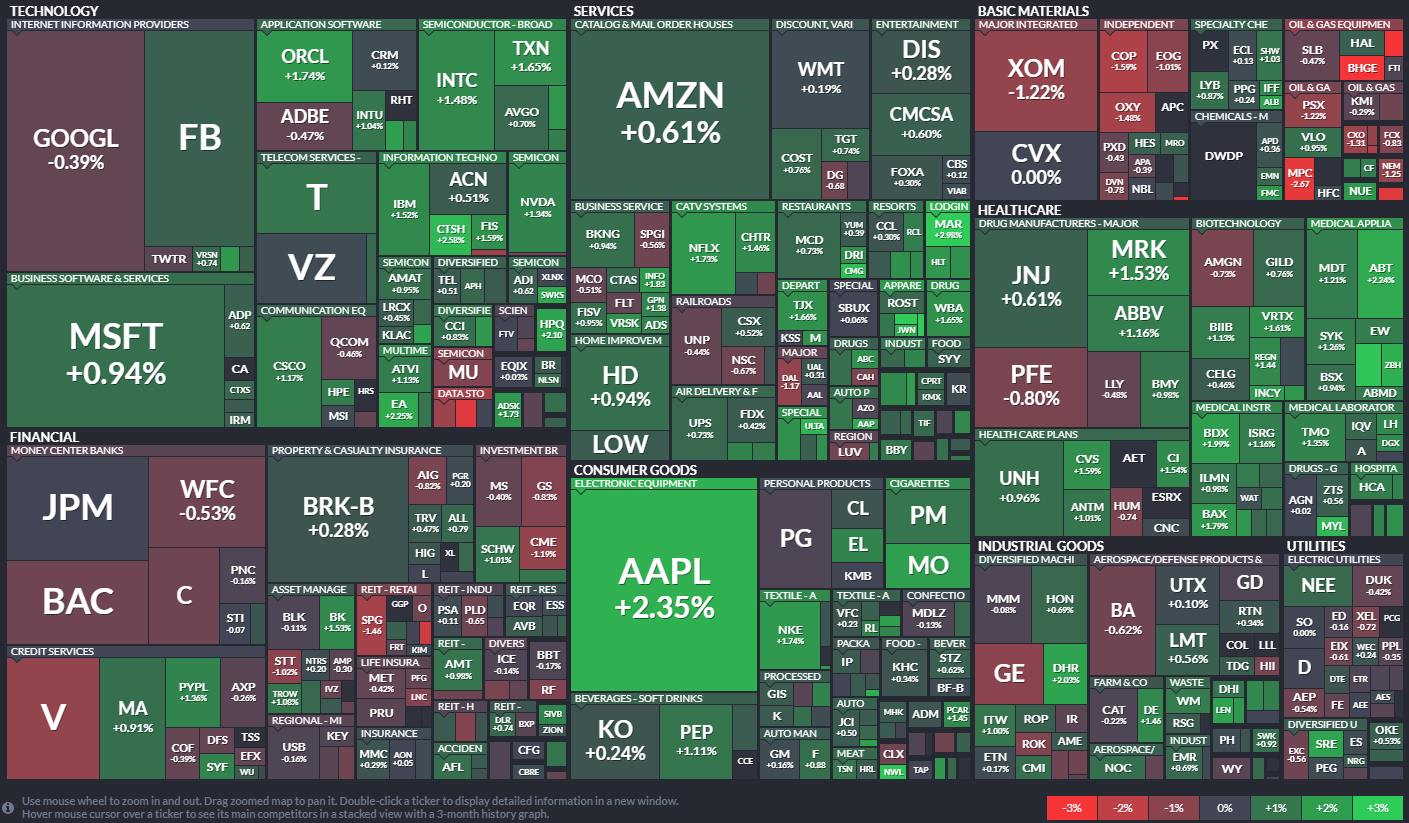 TECHNOLOGY
INTERNET INFORMATION PROVIDERS
GOOGL
-0.39%
FB
TWTR
VRSN
+0.74
APPLICATION SOFTWARE
ORCL
+1.74%
CRM
+0.12%
ADBE
-0.47%
INTU
+1.04%
RHT
SEMICONDUCTOR - BROAD
INTC
+1.48%
TXN
+1.65%
AVGO
+0.70%
TELECOM SERVICES -
T
VZ
INFORMATION TECHNO
IBM
+1.52%
ACN
+0.51%
CTSH
+2.58%
FIS
+1.59%
SEMICON
NVDA
+1.34%
BUSINESS SOFTWARE & SERVICES
MSFT
+0.94%
ADP
+0.62
CA
CTXS
IRM
COMMUNICATION EQ
CSCO
+1.17%
QCOM
-0.46%
HPE
HRS
MSI
SEMICON
AMAT
+0.95%
LRCX
+0.45%
KLAC
DIVERSIFIED
TEL
+0.51
APH
SEMICON
ADI
+0.62
XLNX
SWKS
DIVERSIFIE
CCI
+0.83%
SCIEN
FTV
HPQ
+2.10
MULTIME
ATVI
+1.13%
EA
+2.25%
SEMICON
MU
EQIX
+0.03%
BR
NLSN
DATA STO
ADSK
+1.73
SERVICES
CATALOG & MAIL ORDER HOUSES
AMZN
+0.61%
DISCOUNT, VARI
WMT
+0.19%
COST
+0.76%
TGT
+0.74%
DG
-0.68
ENTERTAINMENT
DIS
+0.28%
CMCSA
+0.60%
FOXA
+0.30%
CBS
+0.12
VIAB
BUSINESS SERVICE
BKNG
+0.94%
SPGI
-0.56%
MCO
-0.51%
CTAS
INFO
+1.83
FLT
GPN
+1.38
FISV
+0.95%
VRSK
ADS
CATV SYSTEMS
NFLX
+1.73%
CHTR
+1.46%
RESTAURANTS
MCD
+0.73%
YUM
+0.39
DRI
CMG
RESORTS
CCL
+0.30%
RCL
LODGIN
MAR
+2.98%
HLT
RAILROADS
UNP
-0.44%
CSX
+0.52%
NSC
-0.67%
DEPART
TJX
+1.66%
KSS
M
SPECIAL
SBUX
+0.06%
APPARE
ROST
JWN
DRUG
WBA
+1.65%
HOME IMPROVEM
HD
+0.94%
LOW
MAJOR
DAL
-1.17
UAL
+0.31
AAL
DRUGS
ABC
CAH
INDUST
FOOD
SYY
CPRT
KMX
KR
AIR DELIVERY & F
UPS
+0.73%
FDX
+0.42%
AUTO P
AZO
AAP
SPECIAL
ULTA
REGION
LUV
TIF
BBY
BASIC MATERIALS
MAJOR INTEGRATED
XOM
-1.22%
CVX
0.00%
INDEPENDENT
COP
-1.59%
EOG
-1.01%
OXY
-1.48%
APC
PXD
-0.43
HES
MRO
APA
-0.39
DVN
-0.78
NBL
SPECIALTY CHE
PX
ECL
+0.13
SHW
+1.03
LYB
+0.87%
PPG
+0.24
IFF
ALB
CHEMICALS - M
DWDP
APD
+0.36
EMN
FMC
OIL & GAS EQUIPMEN
SLB
-0.47%
HAL
BHGE
FTI
OIL & GA
PSX
-1.22%
VLO
+0.95%
MPC
-2.67
HFC
OIL & GAS
KMI
-0.29%
CXO
-1.31
FCX
-0.83
CF
NEM
-1.25
NUE
HEALTHCARE
DRUG MANUFACTURERS - MAJOR
JNJ
+0.61%
MRK
+1.53%
ABBV
+1.16%
PFE
-0.80%
LLY
-0.48%
BMY
+0.98%
BIOTECHNOLOGY
AMGN
-0.73%
GILD
+0.76%
BIIB
+1.13%
VRTX
+1.61%
REGN
+1.44
CELG
+0.46%
INCY
MEDICAL APPLIA
MDT
+1.21%
ABT
+2.24%
SYK
+1.26%
EW
BSX
+0.94%
ZBH
ABMD
HEALTH CARE PLANS
UNH
+0.96%
CVS
+1.59%
AET
CI
+1.54%
ANTM
+1.01%
HUM
-0.74
ESRX
CNC
MEDICAL INSTR
BDX
+1.99%
ISRG
+1.16%
ILMN
+0.98%
WAT
BAX
+1.79%
MEDICAL LABORATOR
TMO
+1.35%
IQV
LH
A
DGX
DRUGS - G
AGN
+0.02
ZTS
+0.56
MYL
HOSPITA
HCA
FINANCIAL
MONEY CENTER BANKS
JPM
WFC
-0.53%
BAC
C
PNC
-0.16%
STI
-0.07
PROPERTY & CASUALTY INSURANCE
BRK-B
+0.28%
AIG
-0.82%
PGR
+0.20
TRV
+0.47%
ALL
+0.79
HIG
XL
L
INVESTMENT BR
MS
-0.40%
GS
-0.83%
SCHW
+1.01%
CME
-1.19%
CREDIT SERVICES
V
MA
+0.91%
PYPL
+1.36%
AXP
-0.26%
COF
-0.39%
DFS
TSS
SYF
EFX
WU
ASSET MANAGE
BLK
-0.11%
BK
+1.53%
STT
-1.02%
NTRS
+0.20
AMP
-0.30
TROW
+1.08%
IVZ
REIT - RETAI
SPG
-1.46
GGP
O
FRT
KIM
REIT - INDU
PSA
+0.11
PLD
-0.65
REIT - RES
EQR
ESS
AVB
REIT -
AMT
+0.98%
DIVERS
ICE
-0.14%
BBT
-0.17%
RF
LIFE INSURA
MET
-0.42%
PFG
LNC
PRU
REGIONAL - MI
USB
-0.16%
KEY
INSURANCE
MMC
+0.29%
AON
+0.05
REIT - H
REIT -
DLR
+0.74
BXP
SIVB
ZION
ACCIDEN
AFL
CFG
CBRE
CONSUMER GOODS
ELECTRONIC EQUIPMENT
AAPL
+2.35%
PERSONAL PRODUCTS
PG
CL
EL
KMB
CIGARETTES
PM
MO
TEXTILE - A
NKE
+1.74%
TEXTILE - A
VFC
+0.23
RL
CONFECTIO
MDLZ
-0.13%
PACKA
IP
FOOD -
KHC
+0.34%
BEVER
STZ
+0.62%
BF-B
BEVERAGES - SOFT DRINKS
KO
+0.24%
PEP
+1.11%
CCE
PROCESSED
GIS
K
AUTO
JCI
+0.50
MHK
ADM
PCAR
+1.45
AUTO MAN
GM
+0.16%
F
+0.88
MEAT
TSN
HRL
CLX
NWL
TAP
INDUSTRIAL GOODS
DIVERSIFIED MACHI
MMM
-0.08%
HON
+0.69%
GE
DHR
+2.03%
ITW
+1.00%
ROP
IR
ROK
AME
ETN
+0.17%
CMI
AEROSPACE/DEFENSE PRODUCTS &
BA
-0.62%
UTX
+0.10%
GD
LMT
+0.56%
RTN
+0.34%
COL
LLL
TDG
HII
FARM & CO
CAT
-0.22%
DE
+1.46
WASTE
WM
RSG
DHI
LEN
AEROSPACE/
NOC
INDUST
EMR
+0.69%
PH
SWK
+0.92
WY
UTILITIES
ELECTRIC UTILITIES
NEE
DUK
-0.42%
SO
0.00%
ED
-0.16
XEL
-0.72
PCG
D
EIX
-0.61
WEC
+0.24
PPL
-0.35
DTE
ETR
AEP
-0.54%
FE
AEE
AES
DIVERSIFIED U
EXC
-0.56
SRE
ES
OKE
+0.53%
PEG
NRG
Use mouse wheel to zoom in and out. Drag zoomed map to pan it. Double-click a ticker to display detailed information in a new window.
Hover mouse cursor over a ticker to see its main competitors in a stacked view with a 3-month history graph.
-3%
-2%
-1%
0%
+1%
+2%
+3%